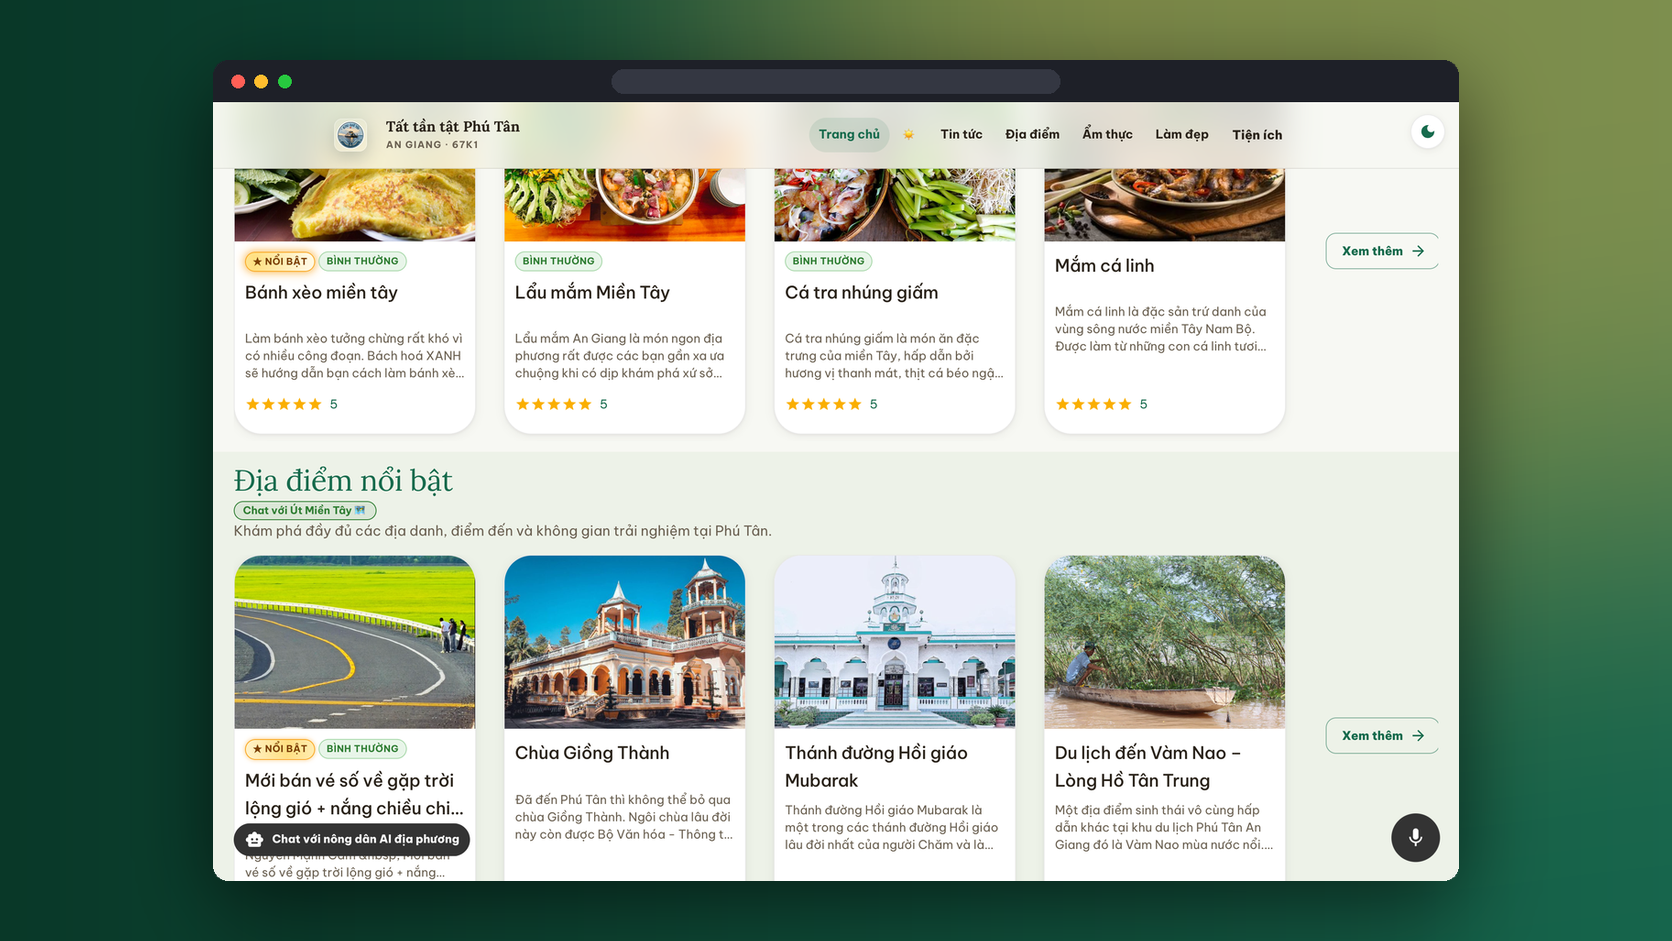 Tất tần tật Phú Tân
AN GIANG · 67K1
Trang chủ
Tin tức
Địa điểm
Ẩm thực
Làm đẹp
Tiện ích
★ NỔI BẬT
BÌNH THƯỜNG
Bánh xèo miền tây
Làm bánh xèo tưởng chừng rất khó vì
có nhiều công đoạn. Bách hoá XANH
sẽ hướng dẫn bạn cách làm bánh xè...
5
BÌNH THƯỜNG
Lẩu mắm Miền Tây
Lẩu mắm An Giang là món ngon địa
phương rất được các bạn gần xa ưa
chuộng khi có dịp khám phá xứ sở...
5
BÌNH THƯỜNG
Cá tra nhúng giấm
Cá tra nhúng giấm là món ăn đặc
trưng của miền Tây, hấp dẫn bởi
hương vị thanh mát, thịt cá béo ngậ...
5
Mắm cá linh
Mắm cá linh là đặc sản trứ danh của
vùng sông nước miền Tây Nam Bộ.
Được làm từ những con cá linh tươi...
5
Xem thêm →
Địa điểm nổi bật
Chat với Út Miền Tây
Khám phá đầy đủ các địa danh, điểm đến và không gian trải nghiệm tại Phú Tân.
★ NỔI BẬT
BÌNH THƯỜNG
Mới bán vé số về gặp trời
lộng gió + nắng chiều chi...
Nguyễn Mạnh Cầm &nbsp; Mới bán
vé số về gặp trời lộng gió + nắng...
Chùa Giồng Thành
Đã đến Phú Tân thì không thể bỏ qua
chùa Giồng Thành. Ngôi chùa lâu đời
này còn được Bộ Văn hóa - Thông t...
Thánh đường Hồi giáo
Mubarak
Thánh đường Hồi giáo Mubarak là
một trong các thánh đường Hồi giáo
lâu đời nhất của người Chăm và là...
Du lịch đến Vàm Nao –
Lòng Hồ Tân Trung
Một địa điểm sinh thái vô cùng hấp
dẫn khác tại khu du lịch Phú Tân An
Giang đó là Vàm Nao mùa nước nổi....
Xem thêm →
Chat với nông dân AI địa phương